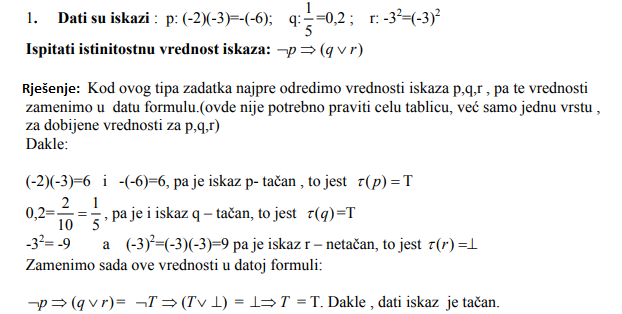 1. Dati su iskazi : p: (-2)(-3)=-(-6); q:$\frac{1}{5}$=0,2 ; r: -3²=(-3)²
Ispitati istinitostnu vrednost iskaza: ¬p ⇒ (q ∨ r)
Rješenje: Kod ovog tipa zadatka najpre odredimo vrednosti iskaza p,q,r , pa te vrednosti
zamenimo u datu formulu.(ovde nije potrebno praviti celu tablicu, već samo jednu vrstu ,
za dobijene vrednosti za p,q,r)
Dakle:
(-2)(-3)=6 i -(-6)=6, pa je iskaz p- tačan , to jest τ(p) = T
0,2=$\frac{2}{10}$ = $\frac{1}{5}$ , pa je i iskaz q – tačan, to jest τ(q)=T
-3²= -9 a (-3)²=(-3)(-3)=9 pa je iskaz r – netačan, to jest τ(r) =⊥
Zamenimo sada ove vrednosti u datoj formuli:
¬p ⇒ (q ∨ r)= ¬T ⇒ (T∨ ⊥) = ⊥⇒ T = T. Dakle , dati iskaz je tačan.